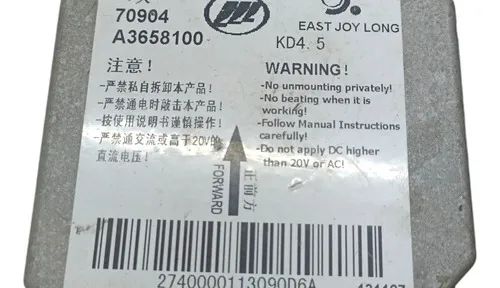 70904
A3658100
EAST JOY LONG
KD4.5
注意！
-严禁私自拆卸本产品！
-严禁通电时敲击本产品！
-按使用说明书谨慎操作！
-严禁通交流或高于20V的
直流电压！
WARNING!
-No unmounting privately!
-No beating when it is
working!
-Follow Manual Instructions
carefully!
-Do not apply DC higher
than 20V or AC!
FORWARD
正前方
2740000113090D6A